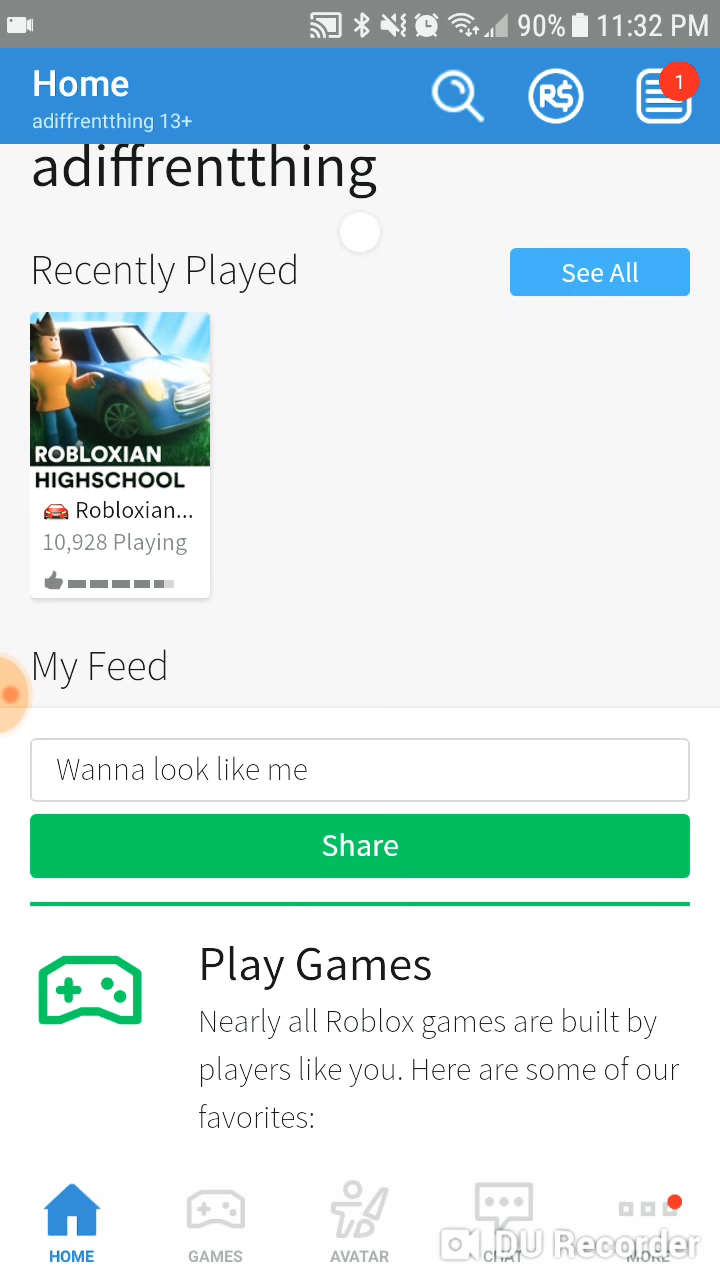 90% 11:32 PM
Home
adiffrentthing 13+
R$
1
adiffrentthing
Recently Played
See All
ROBLOXIAN
HIGHSCHOOL
🚗 Robloxian...
10,928 Playing
My Feed
Wanna look like me
Share
Play Games
Nearly all Roblox games are built by
players like you. Here are some of our
favorites:
HOME
GAMES
AVATAR
CHAT
MORE
DU Recorder